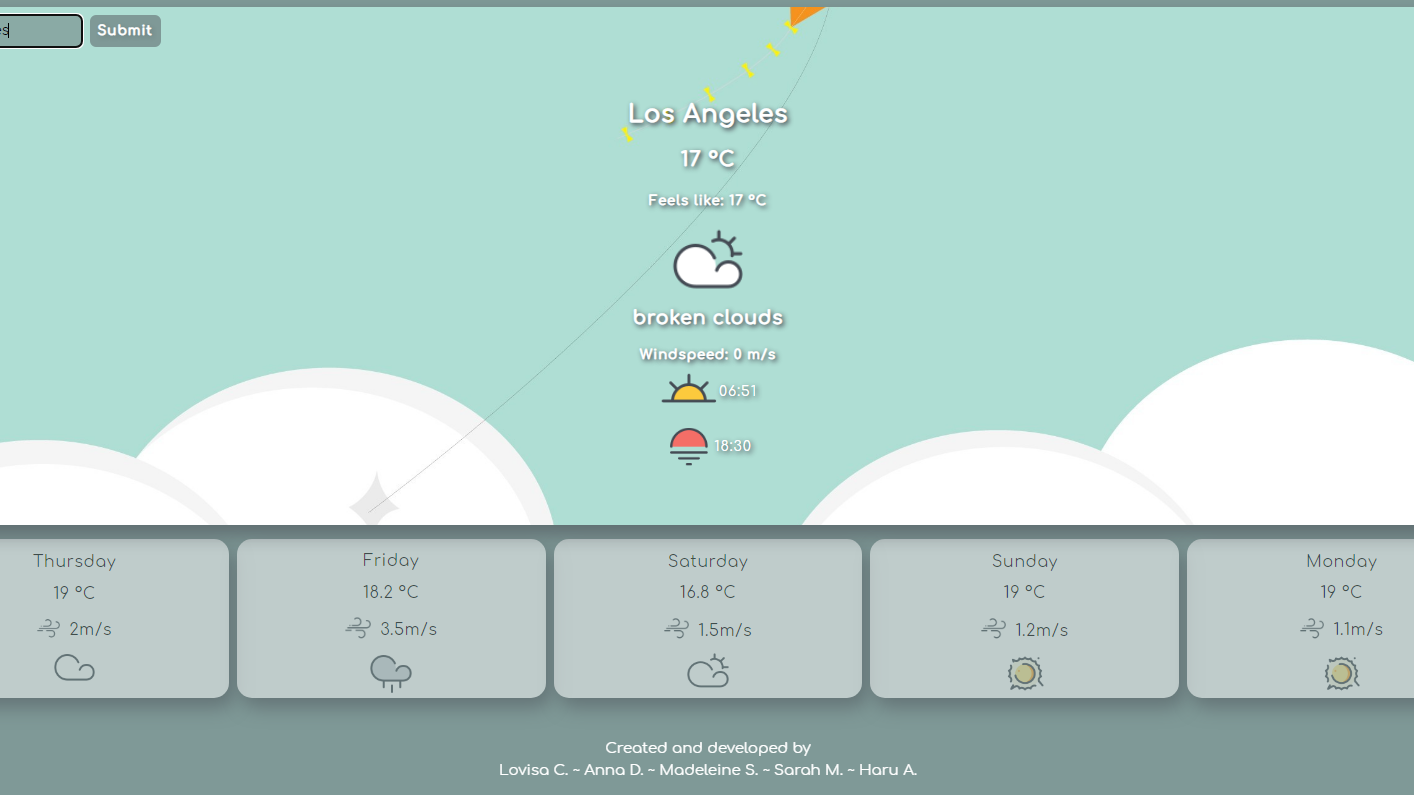 es
Submit
Los Angeles
17 °C
Feels like: 17 °C
broken clouds
Windspeed: 0 m/s
06:51
18:30
Thursday
19 °C
2m/s
Friday
18.2 °C
3.5m/s
Saturday
16.8 °C
1.5m/s
Sunday
19 °C
1.2m/s
Monday
19 °C
1.1m/s
Created and developed by
Lovisa C. ~ Anna D. ~ Madeleine S. ~ Sarah M. ~ Haru A.